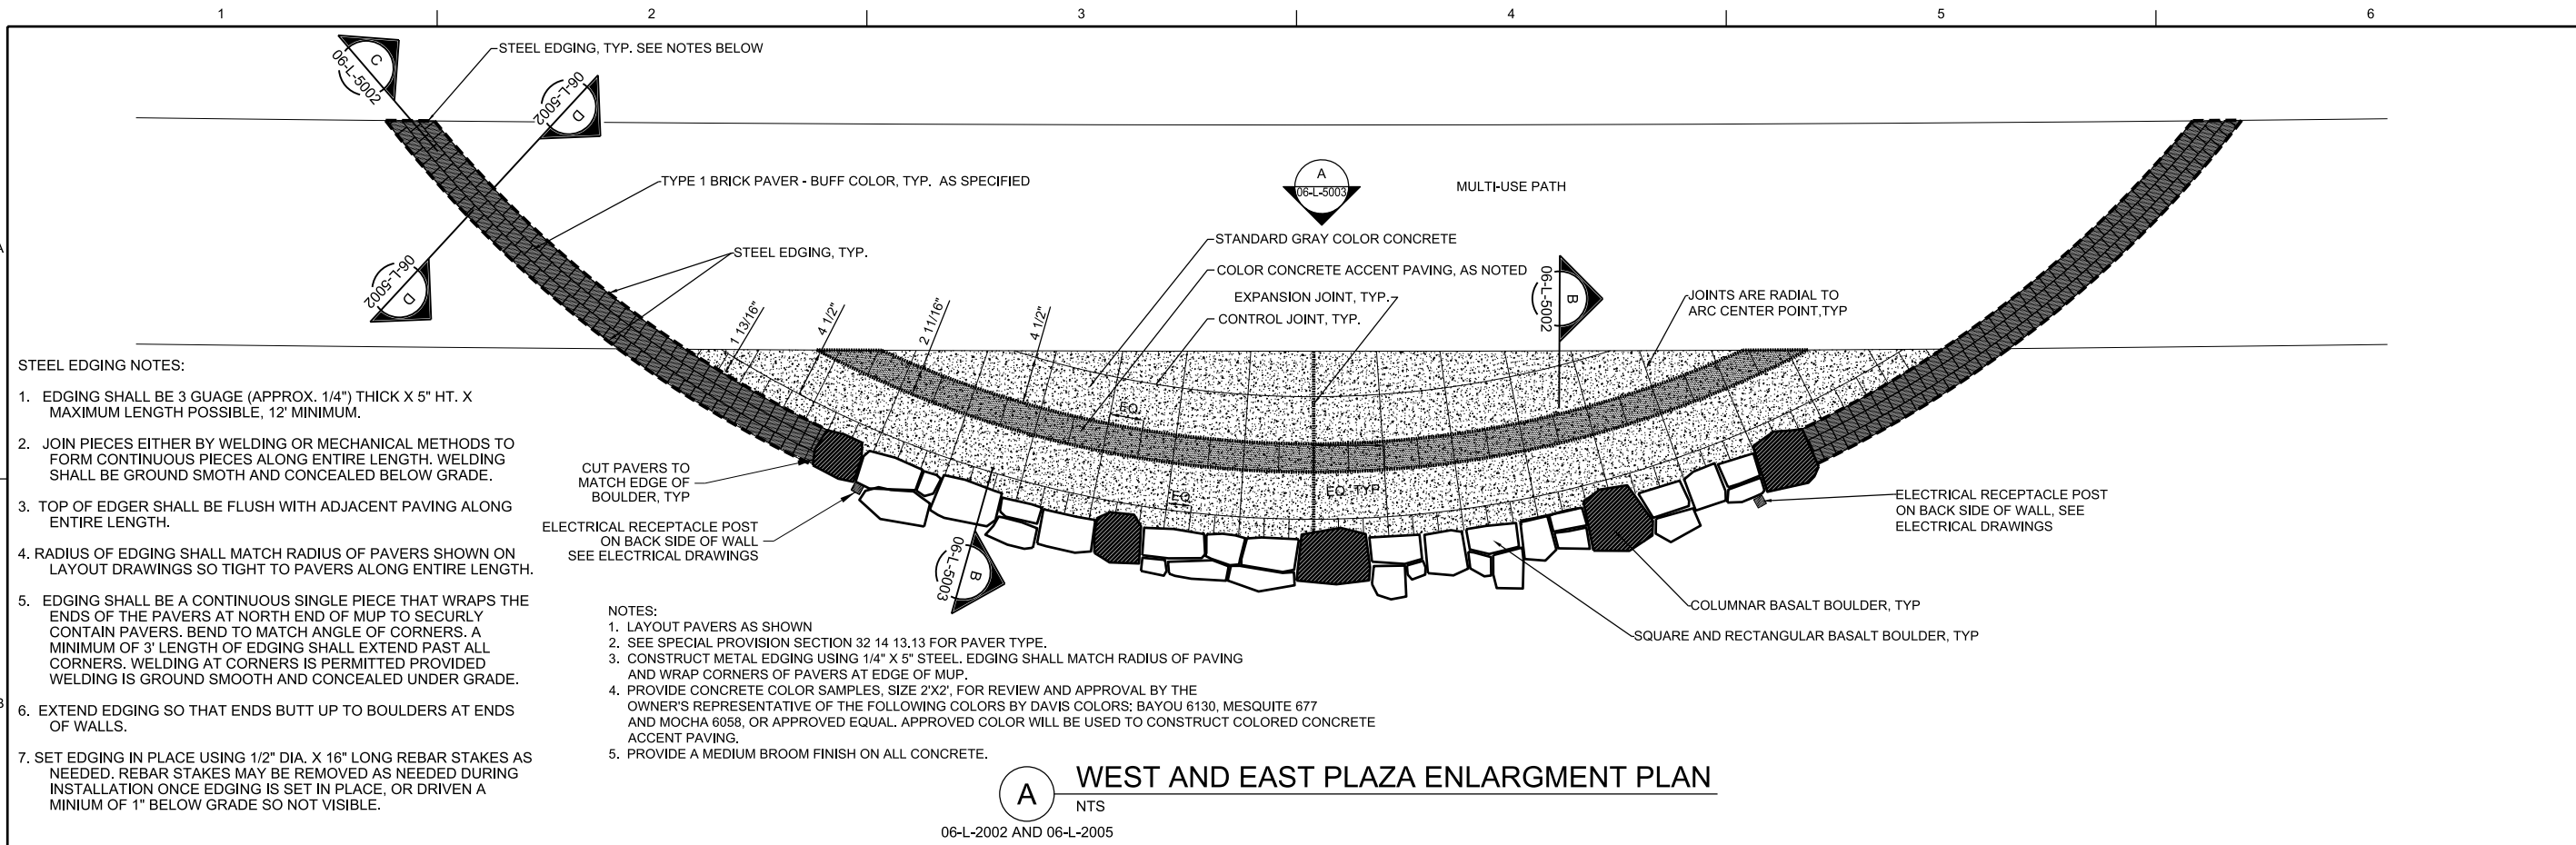 1 2 3 4 5 6
STEEL EDGING, TYP. SEE NOTES BELOW
C
06-L-5002
D
06-L-5002
TYPE 1 BRICK PAVER - BUFF COLOR, TYP. AS SPECIFIED
A
06-L-5003
MULTI-USE PATH
A
STEEL EDGING, TYP.
STANDARD GRAY COLOR CONCRETE
COLOR CONCRETE ACCENT PAVING, AS NOTED
EXPANSION JOINT, TYP.
CONTROL JOINT, TYP.
B
06-L-5002
JOINTS ARE RADIAL TO
ARC CENTER POINT,TYP
D
06-L-5002
1 13/16"
4 1/2"
2 11/16"
4 1/2"
EQ
EQ
EQ TYP
STEEL EDGING NOTES:
1. EDGING SHALL BE 3 GUAGE (APPROX. 1/4") THICK X 5" HT. X
MAXIMUM LENGTH POSSIBLE, 12' MINIMUM.
2. JOIN PIECES EITHER BY WELDING OR MECHANICAL METHODS TO
FORM CONTINUOUS PIECES ALONG ENTIRE LENGTH. WELDING
SHALL BE GROUND SMOTH AND CONCEALED BELOW GRADE.
3. TOP OF EDGER SHALL BE FLUSH WITH ADJACENT PAVING ALONG
ENTIRE LENGTH.
4. RADIUS OF EDGING SHALL MATCH RADIUS OF PAVERS SHOWN ON
LAYOUT DRAWINGS SO TIGHT TO PAVERS ALONG ENTIRE LENGTH.
5. EDGING SHALL BE A CONTINUOUS SINGLE PIECE THAT WRAPS THE
ENDS OF THE PAVERS AT NORTH END OF MUP TO SECURLY
CONTAIN PAVERS. BEND TO MATCH ANGLE OF CORNERS. A
MINIMUM OF 3' LENGTH OF EDGING SHALL EXTEND PAST ALL
CORNERS. WELDING AT CORNERS IS PERMITTED PROVIDED
WELDING IS GROUND SMOOTH AND CONCEALED UNDER GRADE.
6. EXTEND EDGING SO THAT ENDS BUTT UP TO BOULDERS AT ENDS
OF WALLS.
7. SET EDGING IN PLACE USING 1/2" DIA. X 16" LONG REBAR STAKES AS
NEEDED. REBAR STAKES MAY BE REMOVED AS NEEDED DURING
INSTALLATION ONCE EDGING IS SET IN PLACE, OR DRIVEN A
MINIUM OF 1" BELOW GRADE SO NOT VISIBLE.
B
CUT PAVERS TO
MATCH EDGE OF
BOULDER, TYP
ELECTRICAL RECEPTACLE POST
ON BACK SIDE OF WALL
SEE ELECTRICAL DRAWINGS
B
06-L-5003
ELECTRICAL RECEPTACLE POST
ON BACK SIDE OF WALL, SEE
ELECTRICAL DRAWINGS
COLUMNAR BASALT BOULDER, TYP
SQUARE AND RECTANGULAR BASALT BOULDER, TYP
NOTES:
1. LAYOUT PAVERS AS SHOWN
2. SEE SPECIAL PROVISION SECTION 32 14 13.13 FOR PAVER TYPE.
3. CONSTRUCT METAL EDGING USING 1/4" X 5" STEEL. EDGING SHALL MATCH RADIUS OF PAVING
AND WRAP CORNERS OF PAVERS AT EDGE OF MUP.
4. PROVIDE CONCRETE COLOR SAMPLES, SIZE 2'X2', FOR REVIEW AND APPROVAL BY THE
OWNER'S REPRESENTATIVE OF THE FOLLOWING COLORS BY DAVIS COLORS: BAYOU 6130, MESQUITE 677
AND MOCHA 6058, OR APPROVED EQUAL. APPROVED COLOR WILL BE USED TO CONSTRUCT COLORED CONCRETE
ACCENT PAVING.
5. PROVIDE A MEDIUM BROOM FINISH ON ALL CONCRETE.
A
WEST AND EAST PLAZA ENLARGMENT PLAN
NTS
06-L-2002 AND 06-L-2005